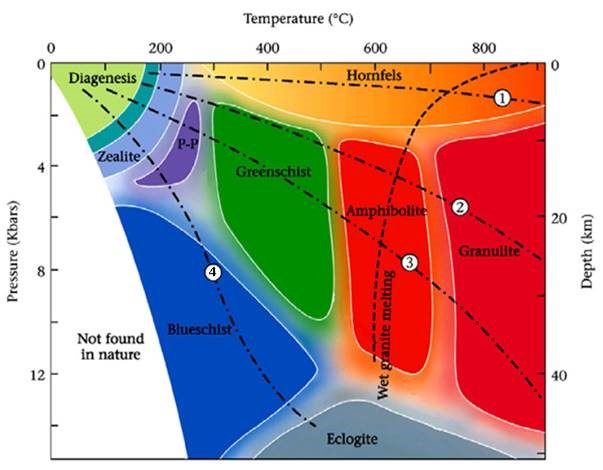 Temperature (°C)
0 200 400 600 800
0 0
Diagenesis
Hornfels
1
P-P
Zealite
4
Greenschist
Amphibolite
2
20
Granulite
3
4
8
Pressure (Kbars)
Depth (km)
Wet granite melting
Blueschist
Not found
in nature
12 40
Eclogite